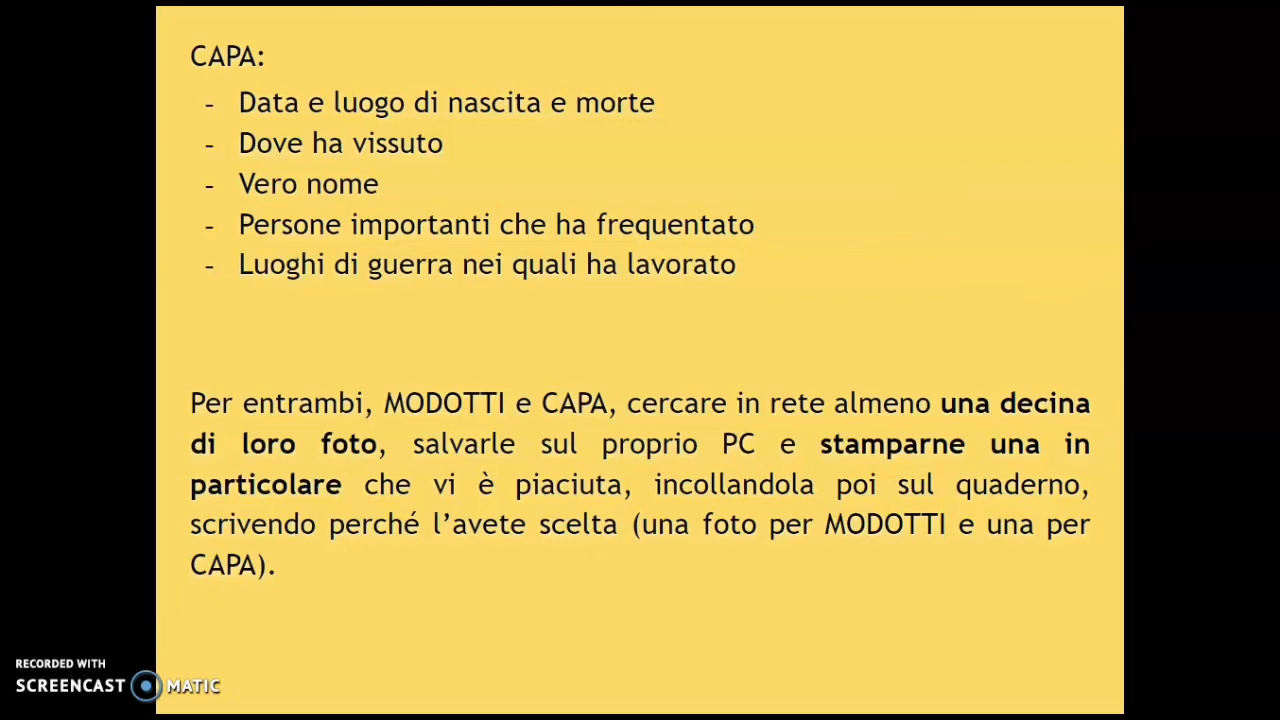 CAPA:
- Data e luogo di nascita e morte
- Dove ha vissuto
- Vero nome
- Persone importanti che ha frequentato
- Luoghi di guerra nei quali ha lavorato
Per entrambi, MODOTTI e CAPA, cercare in rete almeno una decina
di loro foto, salvarle sul proprio PC e stamparne una in
particolare che vi è piaciuta, incollandola poi sul quaderno,
scrivendo perché l’avete scelta (una foto per MODOTTI e una per
CAPA).
RECORDED WITH
SCREENCAST MATIC